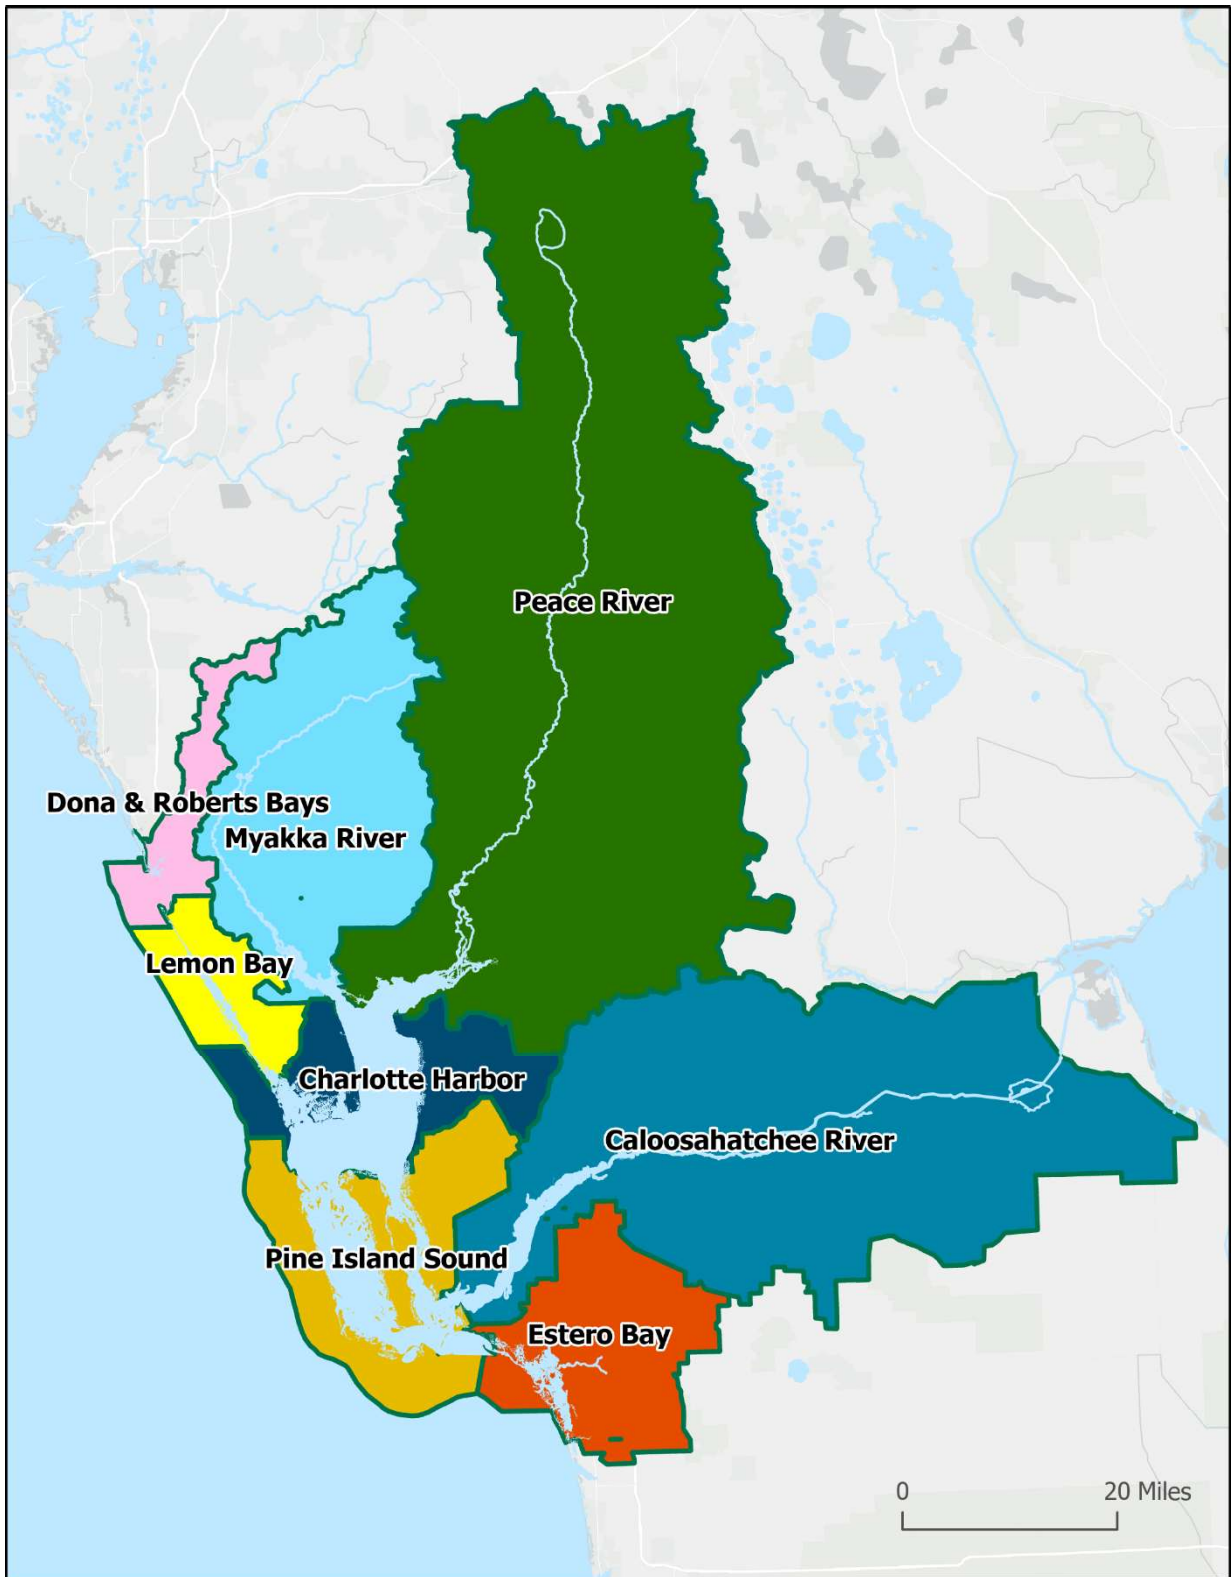 Peace River
Dona & Roberts Bays
Myakka River
Lemon Bay
Charlotte Harbor
Caloosahatchee River
Pine Island Sound
Estero Bay
0 20 Miles